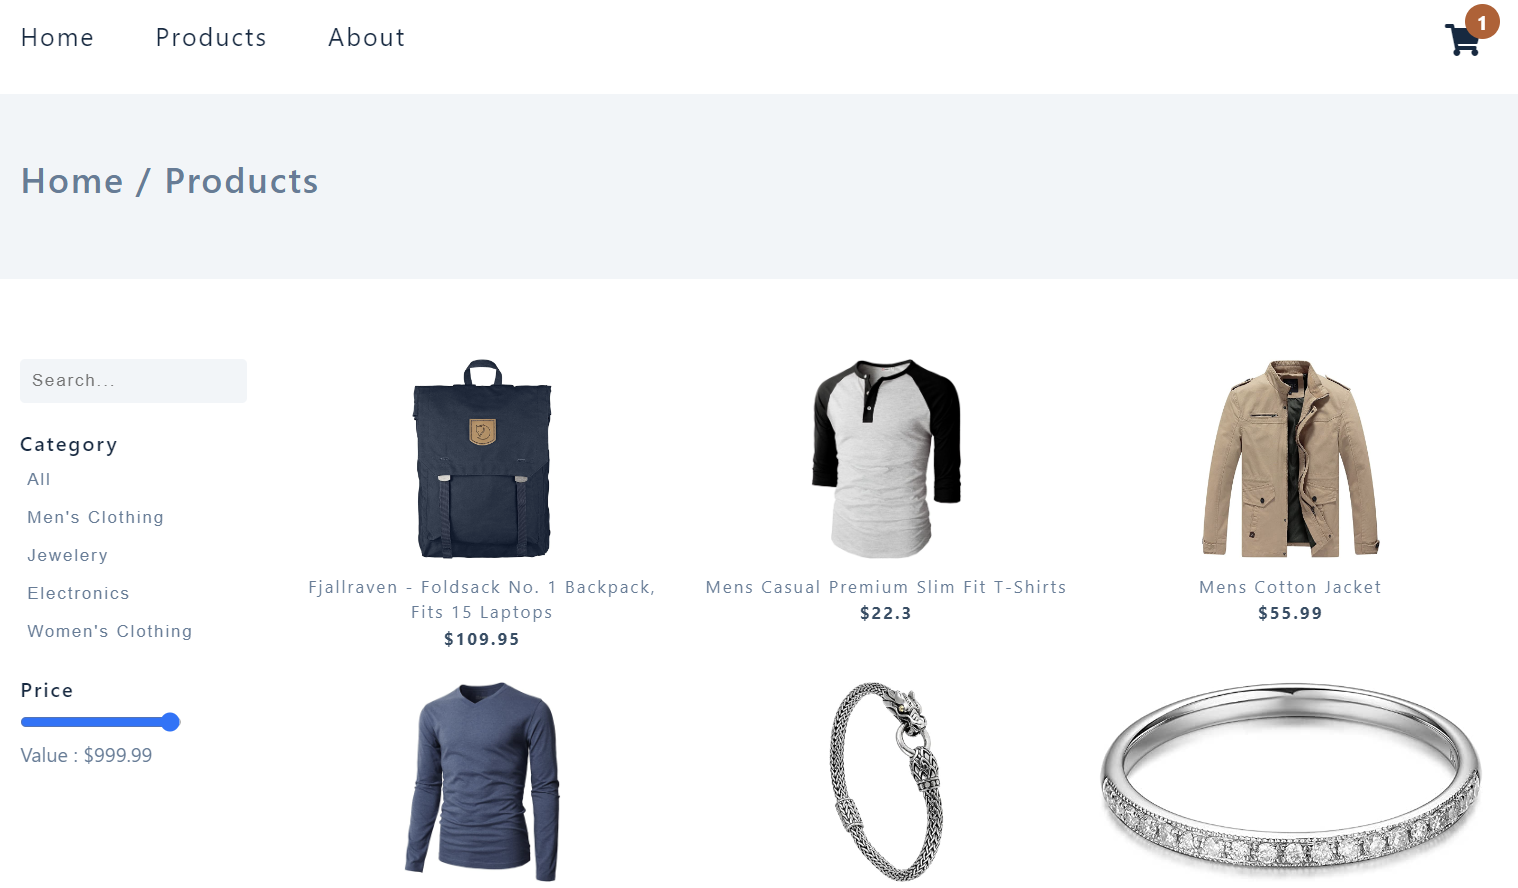 Home
Products
About
1
Home / Products
Search...
Category
All
Men's Clothing
Jewelery
Electronics
Women's Clothing
Price
Value : $999.99
Fjallraven - Foldsack No. 1 Backpack,
Fits 15 Laptops
$109.95
Mens Casual Premium Slim Fit T-Shirts
$22.3
Mens Cotton Jacket
$55.99